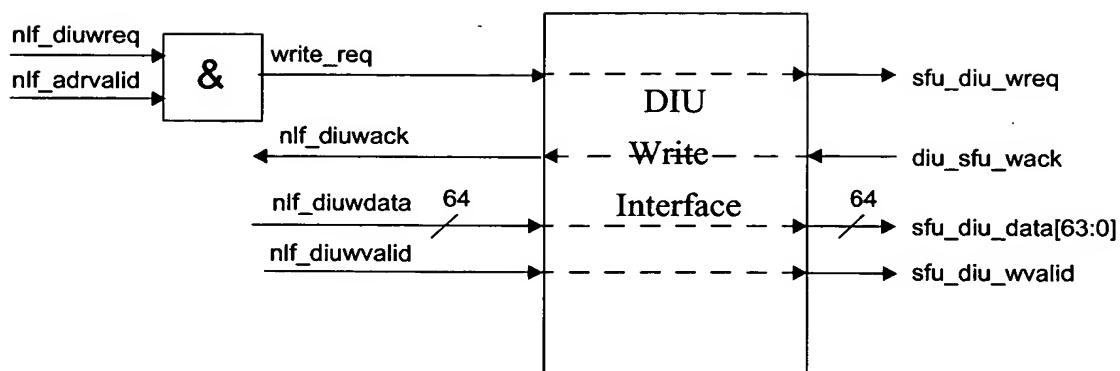 nlf_diuwreq
nlf_adrvalid
&
write_req
sfu_diu_wreq
DIU
nlf_diuwack
Write
diu_sfu_wack
nlf_diuwdata
64
Interface
64
sfu_diu_data[63:0]
nlf_diuwvalid
sfu_diu_wvalid